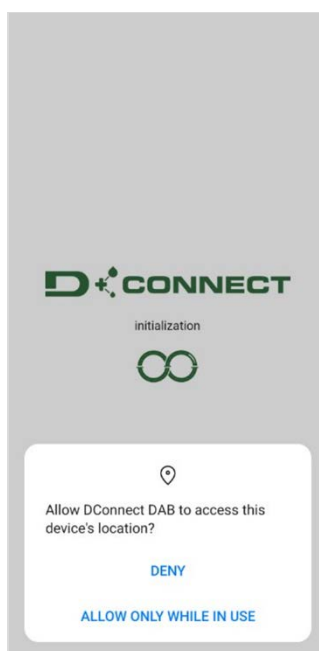 D+CONNECT
initialization
Allow DConnect DAB to access this
device's location?
DENY
ALLOW ONLY WHILE IN USE